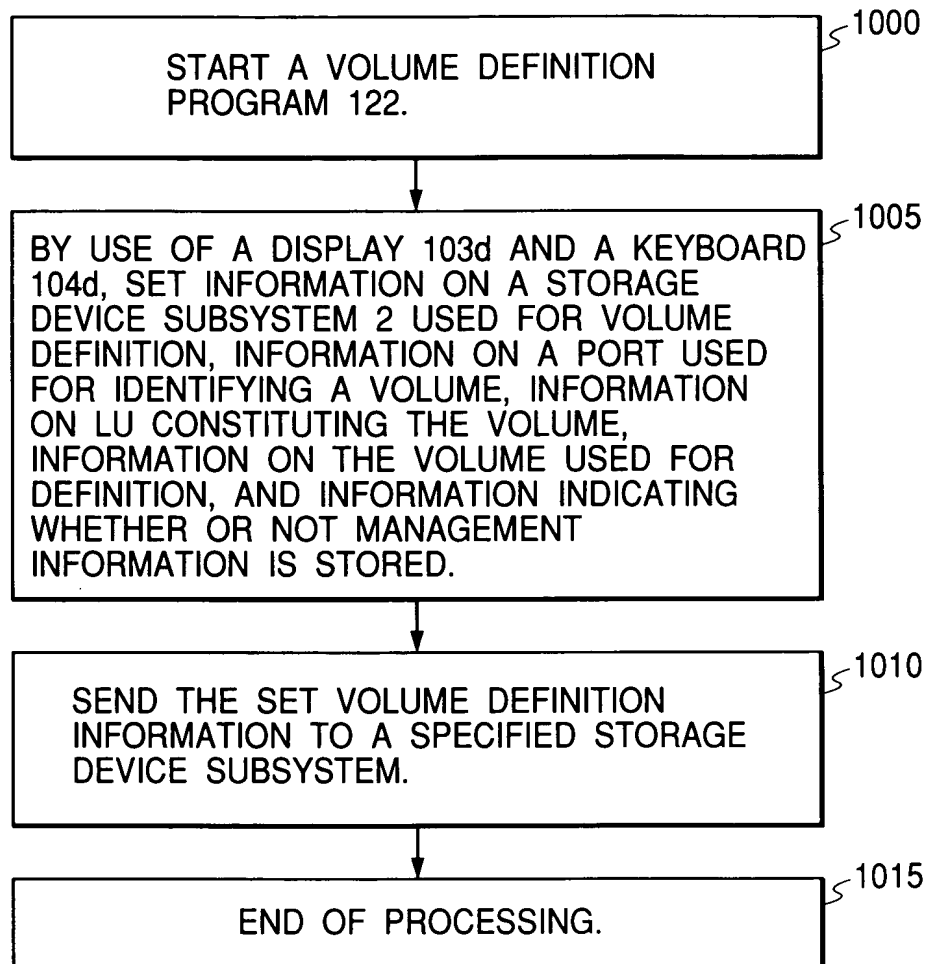 1000
START A VOLUME DEFINITION
PROGRAM 122.
1005
BY USE OF A DISPLAY 103d AND A KEYBOARD
104d, SET INFORMATION ON A STORAGE
DEVICE SUBSYSTEM 2 USED FOR VOLUME
DEFINITION, INFORMATION ON A PORT USED
FOR IDENTIFYING A VOLUME, INFORMATION
ON LU CONSTITUTING THE VOLUME,
INFORMATION ON THE VOLUME USED FOR
DEFINITION, AND INFORMATION INDICATING
WHETHER OR NOT MANAGEMENT
INFORMATION IS STORED.
1010
SEND THE SET VOLUME DEFINITION
INFORMATION TO A SPECIFIED STORAGE
DEVICE SUBSYSTEM.
1015
END OF PROCESSING.